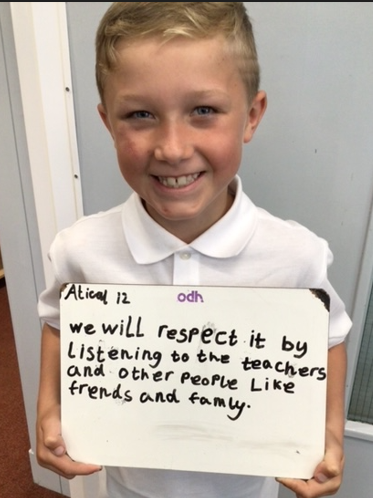 Atical 12
odh
we will respect it by
listening to the teachers
and other people Like
frends and famly.